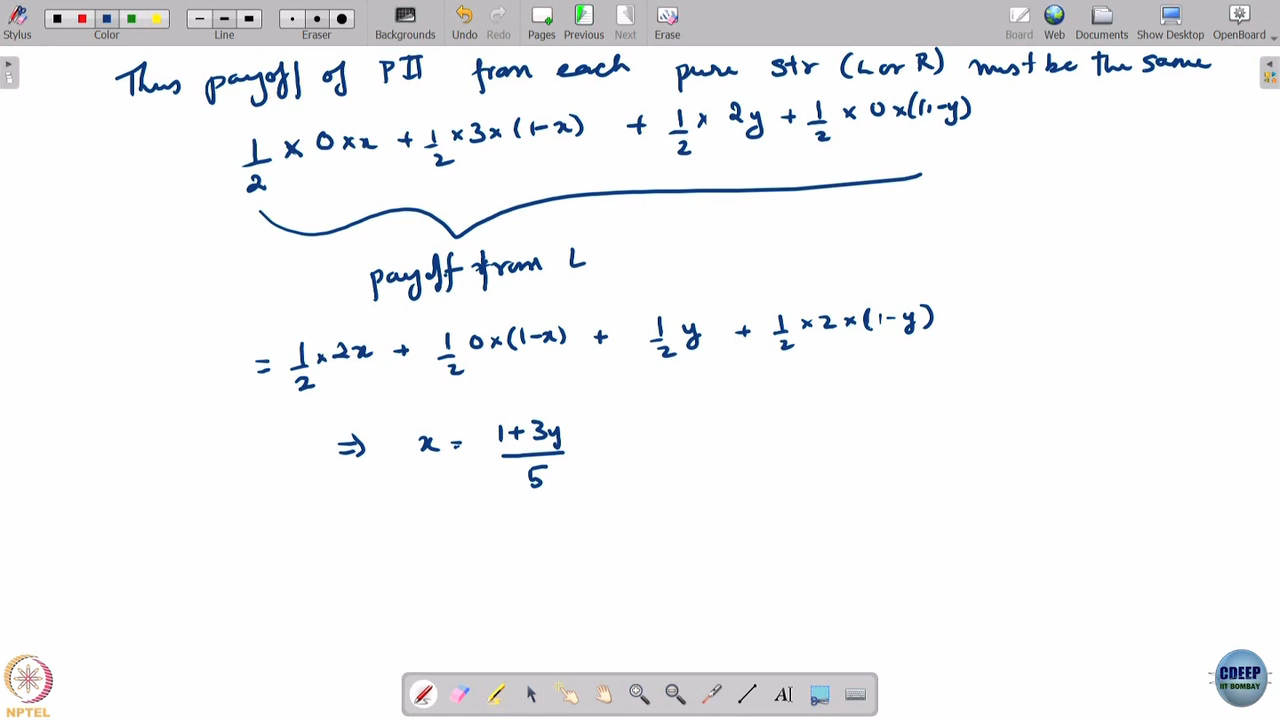 Stylus Color Line Eraser Backgrounds Undo Redo Pages Previous Next Erase Board Web Documents Show Desktop OpenBoard
Thus payoff of PII from each pure str (L or R) must be the same
1/2 × 0 × x + 1/2 × 3 × (1-x) + 1/2 × 2y + 1/2 × 0 × (1-y)
payoff from L
= 1/2 × 2x + 1/2 0 × (1-x) + 1/2 y + 1/2 × 2 × (1-y)
⇒ x = 1+3y/5
NPTEL
CDEEP
IIT BOMBAY